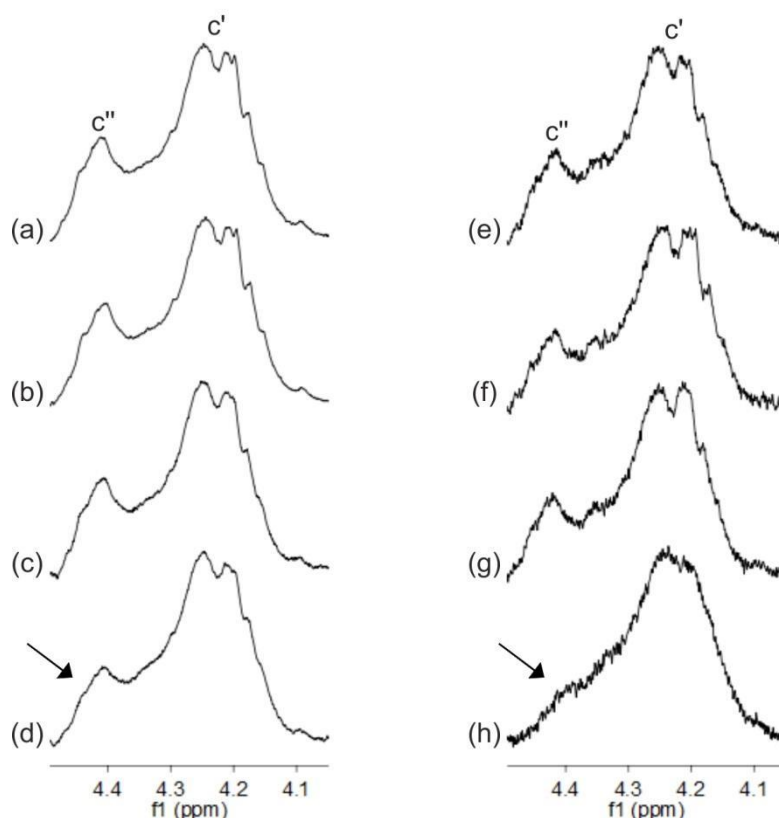 c' c'
c'' c''
(a) (e)
(b) (f)
(c) (g)
(d) (h)
4.4 4.3 4.2 4.1 4.4 4.3 4.2 4.1
f1 (ppm) f1 (ppm)